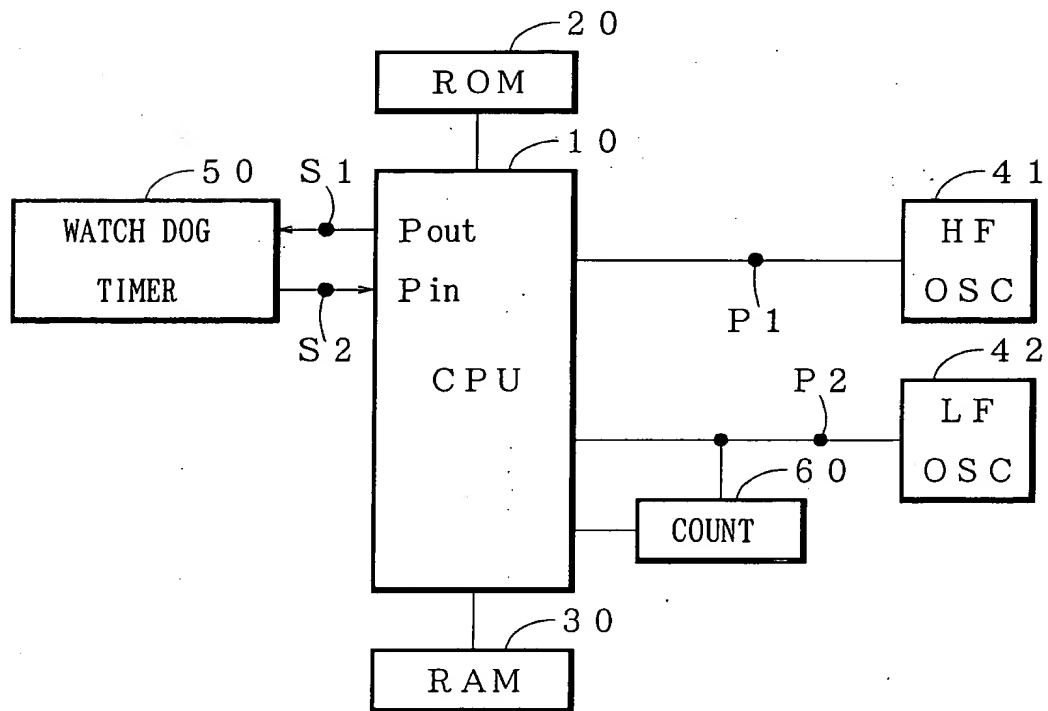 20
ROM
10
50
S1
41
WATCH DOG
TIMER
Pout
Pin
HF
OSC
P1
S2
CPU
42
P2
LF
OSC
60
COUNT
30
RAM